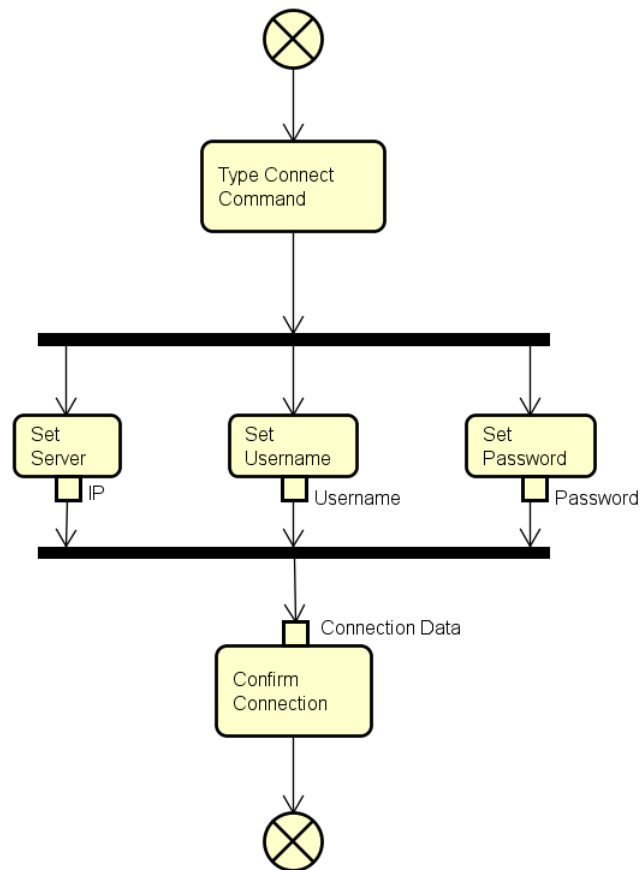 Type Connect
Command
Set
Server
Set
Username
Set
Password
IP
Username
Password
Connection Data
Confirm
Connection